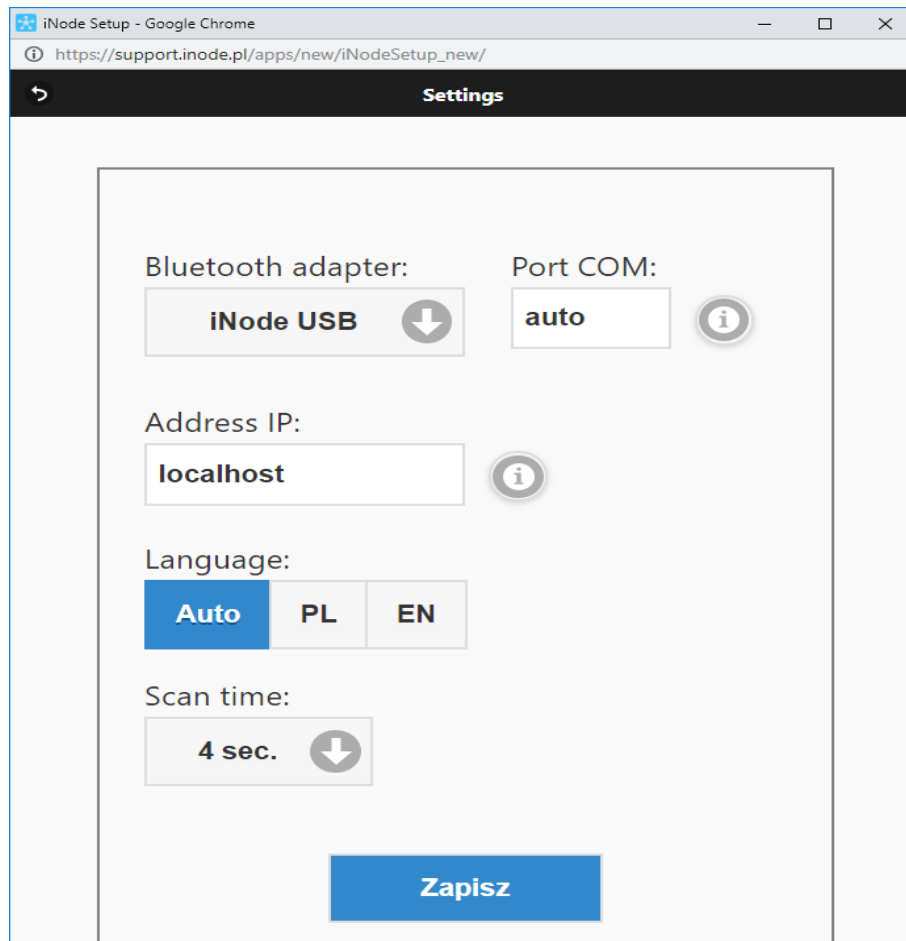 iNode Setup - Google Chrome
https://support.inode.pl/apps/new/iNodeSetup_new/
Settings
Bluetooth adapter: Port COM:
iNode USB auto
Address IP:
localhost
Language:
Auto PL EN
Scan time:
4 sec.
Zapisz